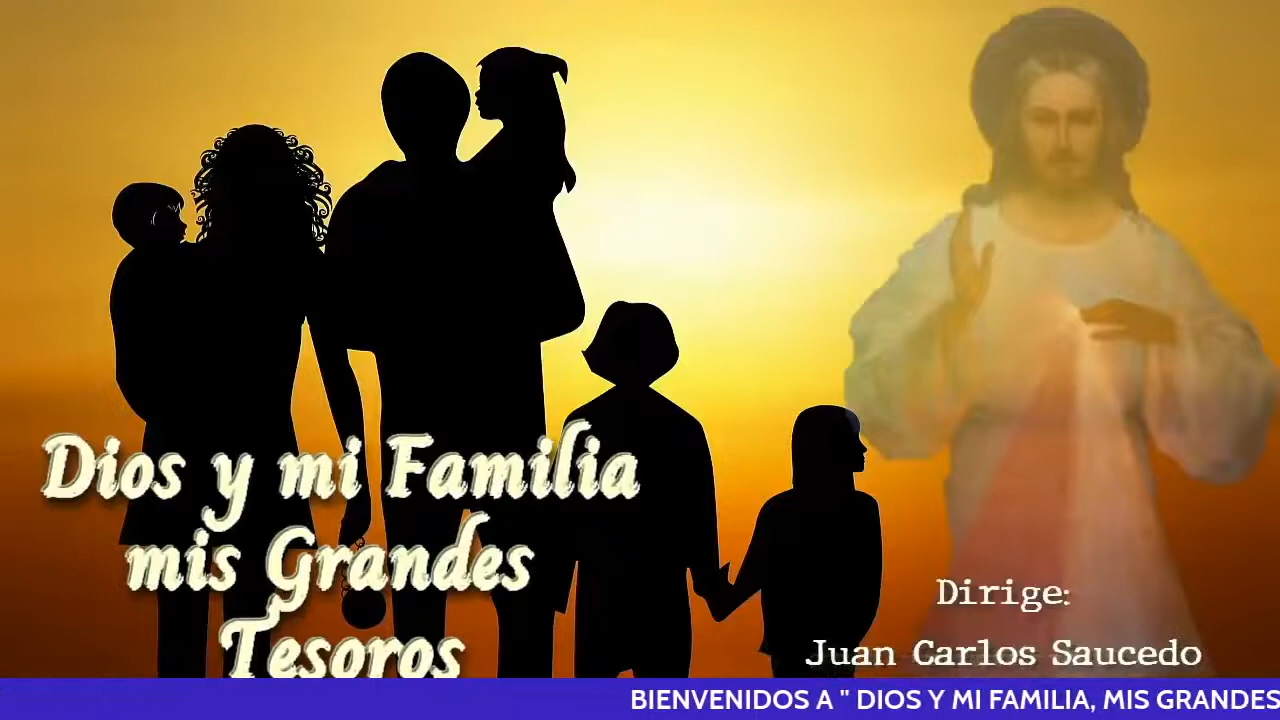 Dios y mi Familia
mis Grandes
Tesoros
Dirige:
Juan Carlos Saucedo
BIENVENIDOS A " DIOS Y MI FAMILIA, MIS GRANDES